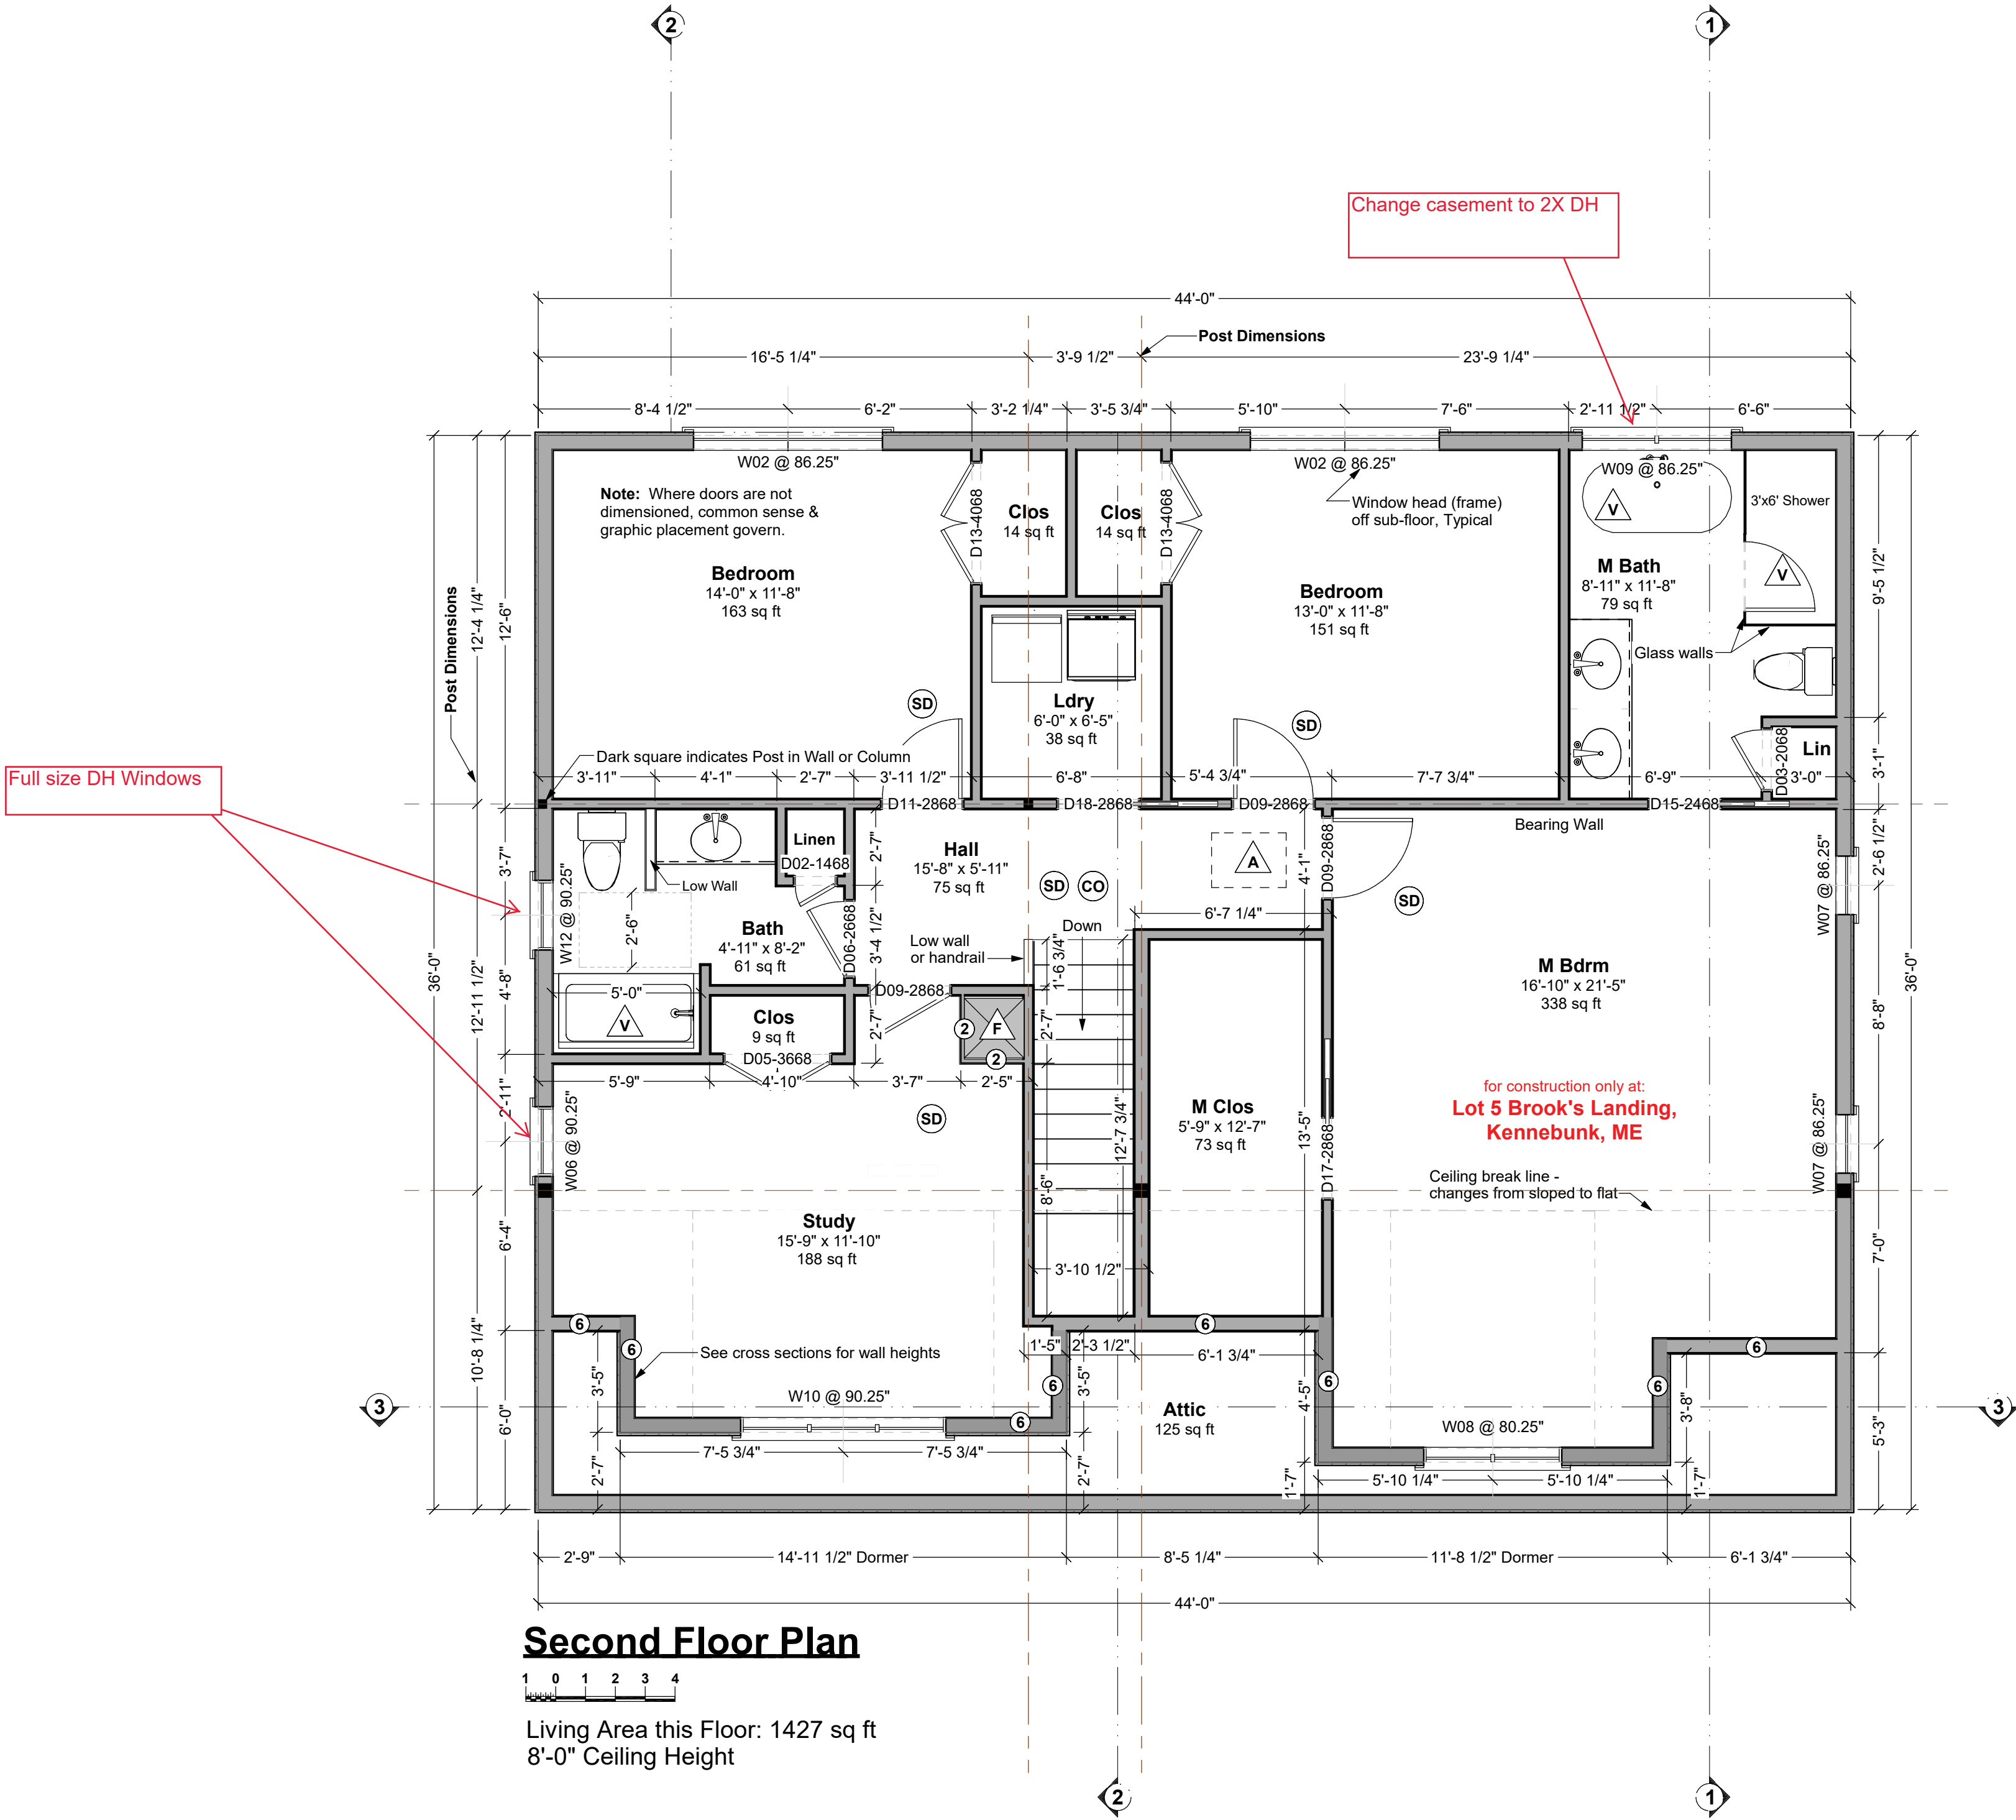 2
1
Change casement to 2X DH
44'-0"
Post Dimensions
16'-5 1/4"
3'-9 1/2"
23'-9 1/4"
8'-4 1/2"
6'-2"
3'-2 1/4"
3'-5 3/4"
5'-10"
7'-6"
2'-11 1/2"
6'-6"
W02 @ 86.25"
W02 @ 86.25"
W09 @ 86.25"
Note: Where doors are not
dimensioned, common sense &
graphic placement govern.
Window head (frame)
off sub-floor, Typical
Clos
14 sq ft
Clos
14 sq ft
D13-4068
D13-4068
V
3'x6' Shower
V
Bedroom
14'-0" x 11'-8"
163 sq ft
Bedroom
13'-0" x 11'-8"
151 sq ft
M Bath
8'-11" x 11'-8"
79 sq ft
Glass walls
Post Dimensions
12'-4 1/4"
12'-6"
9'-5 1/2"
Ldry
6'-0" x 6'-5"
38 sq ft
SD
SD
Lin
D03-2068
3'-1"
Full size DH Windows
Dark square indicates Post in Wall or Column
3'-11"
4'-1"
2'-7"
3'-11 1/2"
6'-8"
5'-4 3/4"
7'-7 3/4"
6'-9"
3'-0"
D11-2868
D18-2868
D09-2868
D15-2468
Bearing Wall
Linen
D02-1468
Low Wall
2'-7"
Hall
15'-8" x 5'-11"
75 sq ft
SD
CO
A
4'-1"
D09-2868
SD
W07 @ 86.25"
2'-6 1/2"
3'-7"
W12 @ 90.25"
2'-6"
Bath
4'-11" x 8'-2"
61 sq ft
D06-2668
3'-4 1/2"
Low wall
or handrail
Down
1'-6 3/4"
6'-7 1/4"
36'-0"
12'-11 1/2"
4'-8"
5'-0"
V
Clos
9 sq ft
D05-3668
D09-2868
2'-7"
2
F
2
2'-7"
M Bdrm
16'-10" x 21'-5"
338 sq ft
8'-8"
36'-0"
5'-9"
4'-10"
3'-7"
2'-5"
2'-11"
W06 @ 90.25"
SD
12'-7 3/4"
M Clos
5'-9" x 12'-7"
73 sq ft
13'-5"
D17-2868
for construction only at:
Lot 5 Brook's Landing,
Kennebunk, ME
W07 @ 86.25"
Ceiling break line -
changes from sloped to flat
8'-6"
Study
15'-9" x 11'-10"
188 sq ft
6'-4"
3'-10 1/2"
7'-0"
6
6
6
6
1'-5"
2'-3 1/2"
6'-1 3/4"
See cross sections for wall heights
10'-8 1/4"
3'-5"
6
3'-5"
6
6
W10 @ 90.25"
6
4'-5"
3'-8"
3
3
6'-0"
Attic
125 sq ft
W08 @ 80.25"
5'-3"
7'-5 3/4"
7'-5 3/4"
2'-7"
2'-7"
5'-10 1/4"
5'-10 1/4"
1'-7"
1'-7"
2'-9"
14'-11 1/2" Dormer
8'-5 1/4"
11'-8 1/2" Dormer
6'-1 3/4"
44'-0"
Second Floor Plan
1 0 1 2 3 4
Living Area this Floor: 1427 sq ft
8'-0" Ceiling Height
2
1